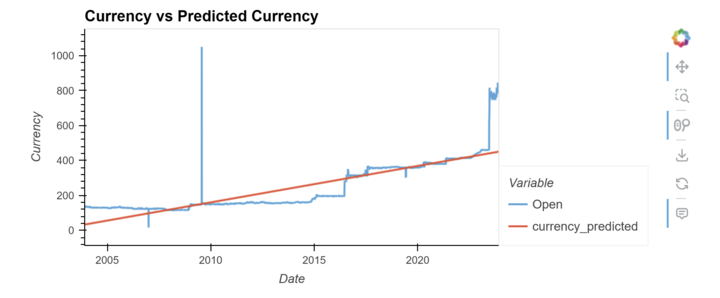 Currency vs Predicted Currency
1000
800
600
400
200
0
Currency
2005
2010
2015
2020
Date
Variable
Open
currency_predicted